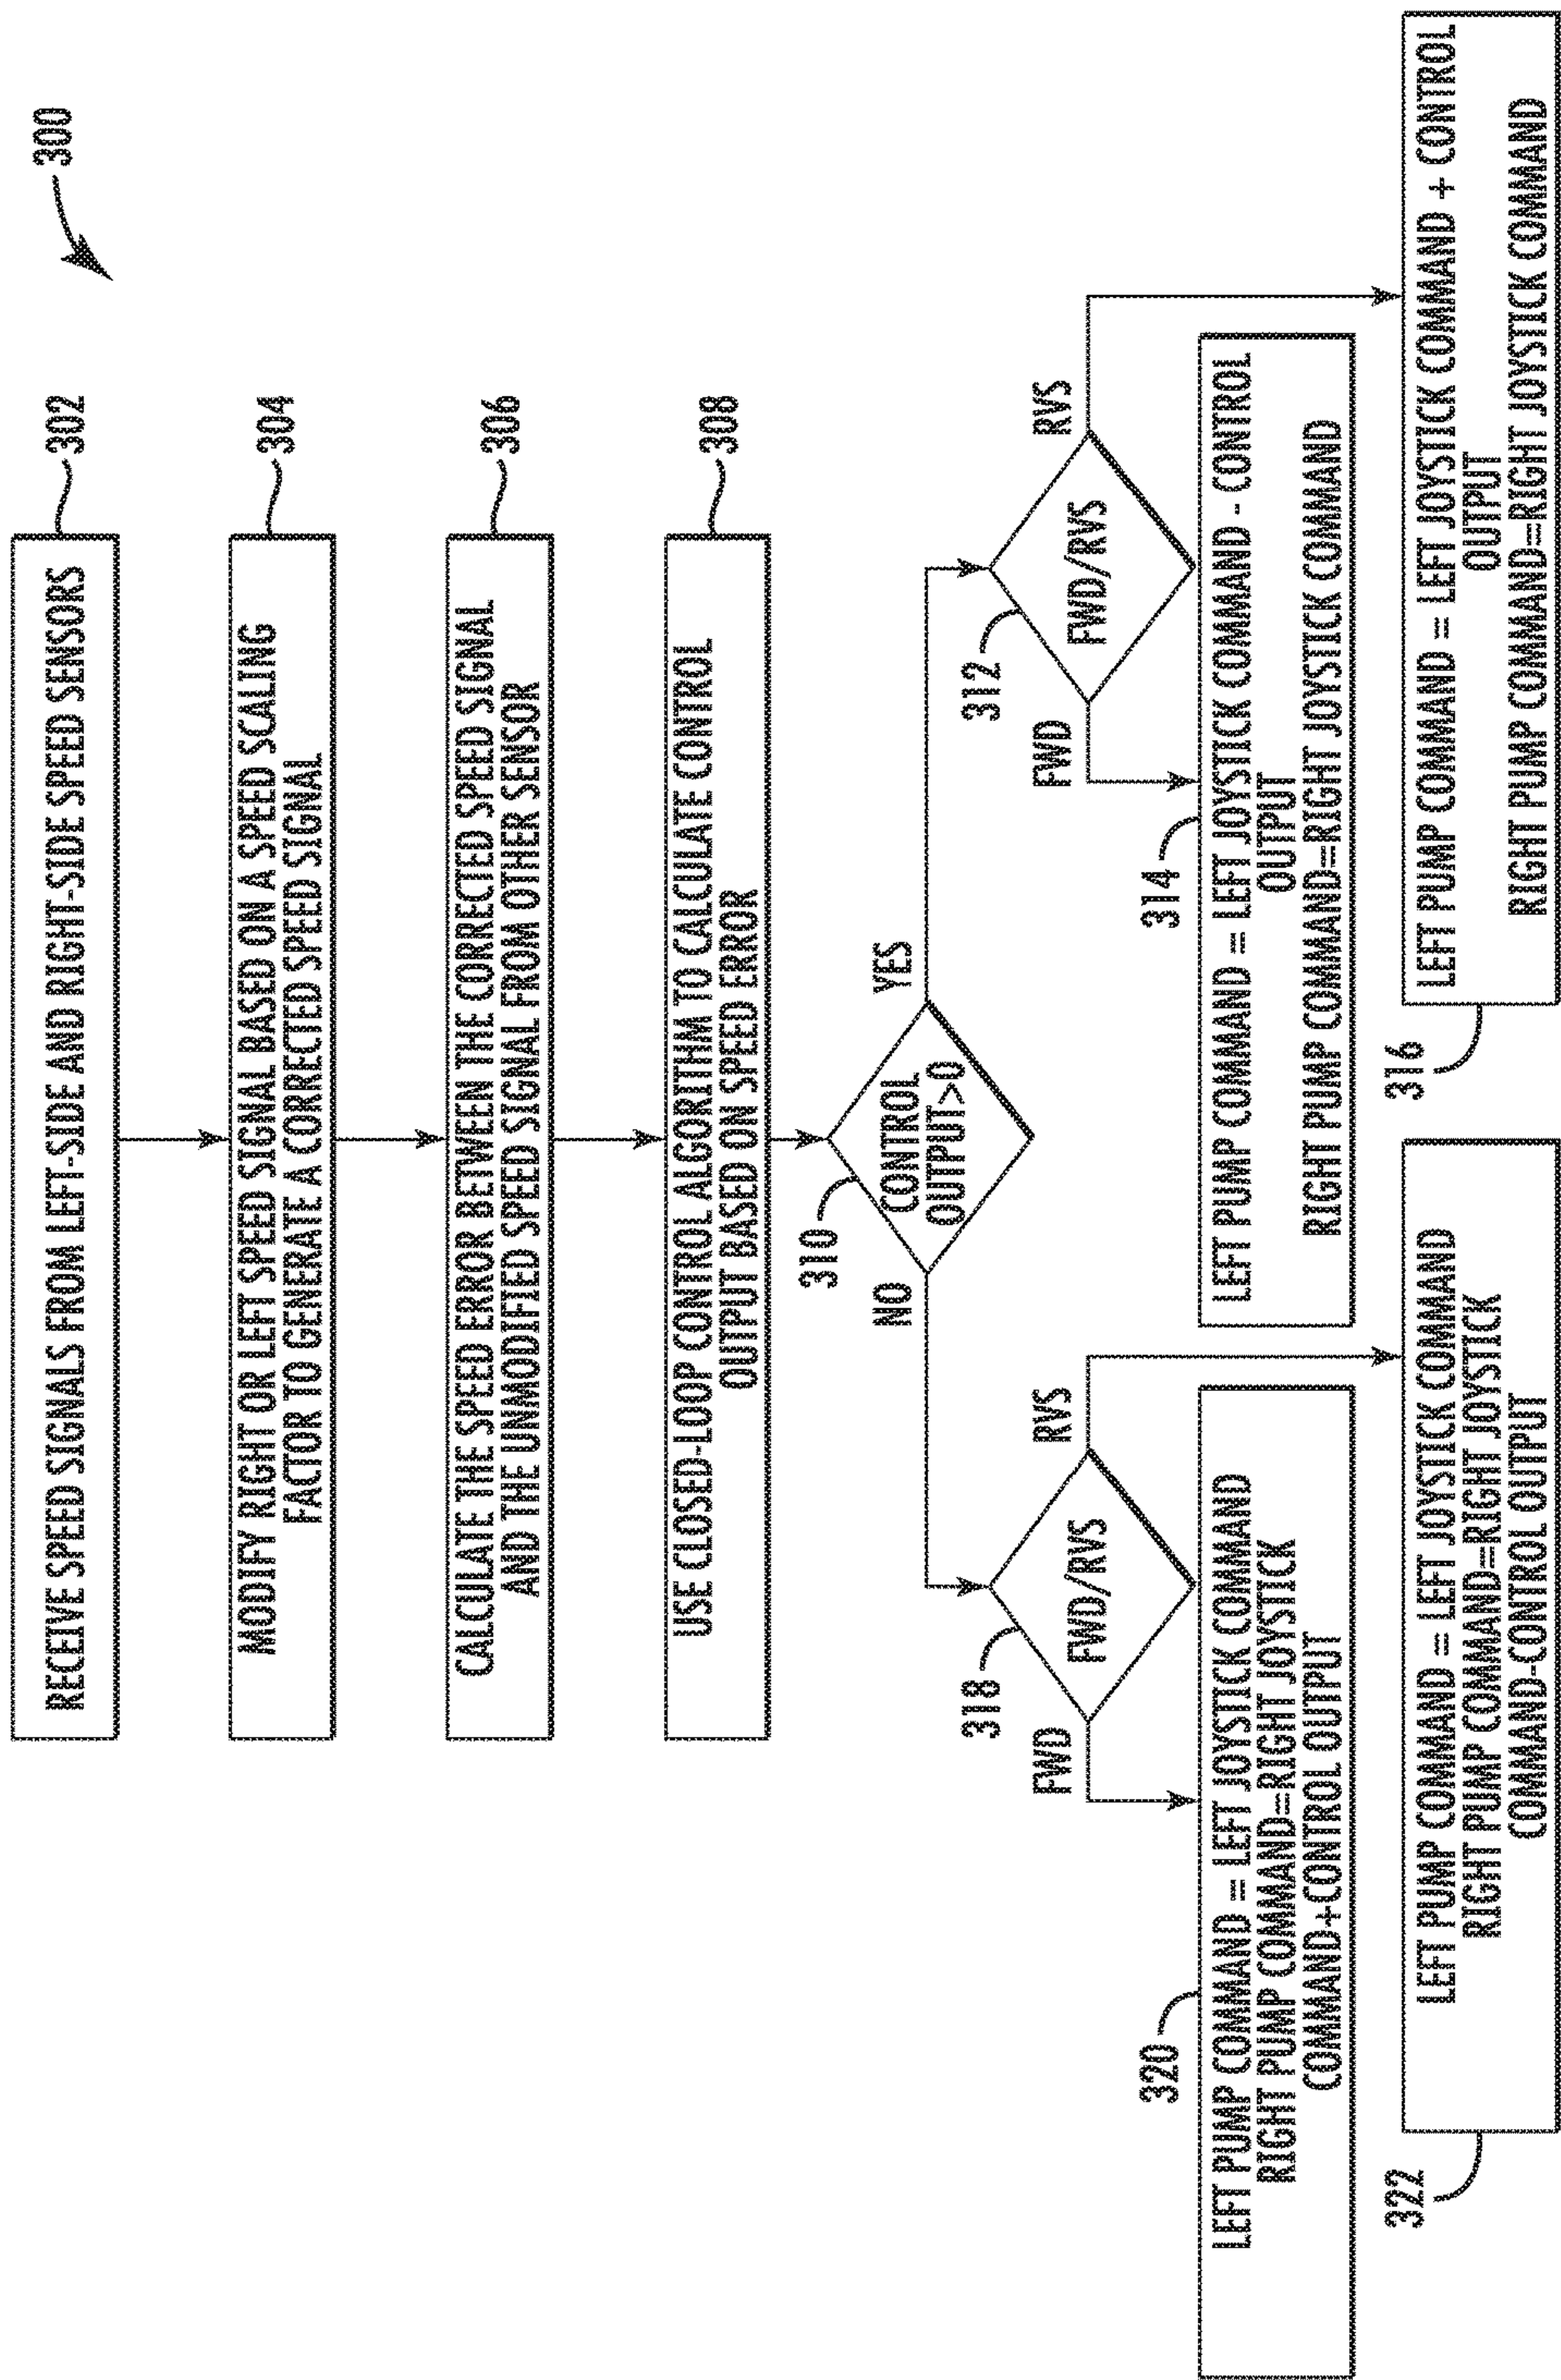 300
RECEIVE SPEED SIGNALS FROM LEFT-SIDE AND RIGHT-SIDE SPEED SENSORS
302
MODIFY RIGHT OR LEFT SPEED SIGNAL BASED ON A SPEED SCALING
FACTOR TO GENERATE A CORRECTED SPEED SIGNAL
304
CALCULATE THE SPEED ERROR BETWEEN THE CORRECTED SPEED SIGNAL
AND THE UNMODIFIED SPEED SIGNAL FROM OTHER SENSOR
306
USE CLOSED-LOOP CONTROL ALGORITHM TO CALCULATE CONTROL
OUTPUT BASED ON SPEED ERROR
308
310
CONTROL
OUTPUT>0
NO
YES
318
FWD/RVS
FWD
RVS
312
FWD/RVS
FWD
RVS
320
LEFT PUMP COMMAND = LEFT JOYSTICK COMMAND
RIGHT PUMP COMMAND=RIGHT JOYSTICK
COMMAND+CONTROL OUTPUT
314
LEFT PUMP COMMAND = LEFT JOYSTICK COMMAND - CONTROL
OUTPUT
RIGHT PUMP COMMAND=RIGHT JOYSTICK COMMAND
322
LEFT PUMP COMMAND = LEFT JOYSTICK COMMAND
RIGHT PUMP COMMAND=RIGHT JOYSTICK
COMMAND-CONTROL OUTPUT
316
LEFT PUMP COMMAND = LEFT JOYSTICK COMMAND + CONTROL
OUTPUT
RIGHT PUMP COMMAND=RIGHT JOYSTICK COMMAND